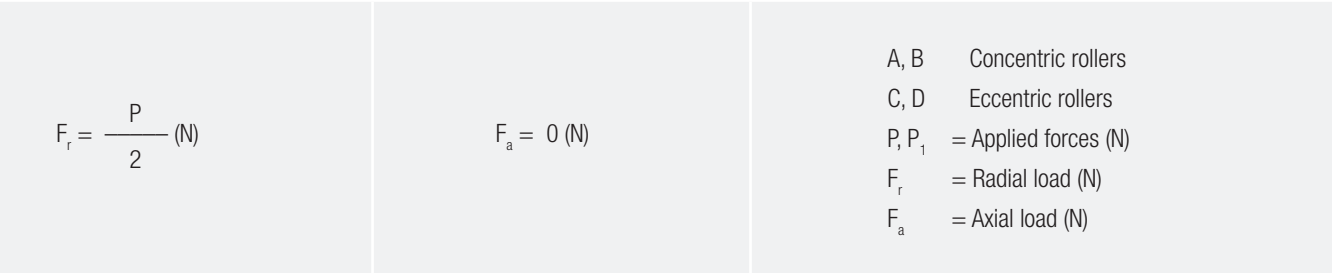 F_r = P / 2 (N)
F_a = 0 (N)
A, B Concentric rollers
C, D Eccentric rollers
P, P_1 = Applied forces (N)
F_r = Radial load (N)
F_a = Axial load (N)